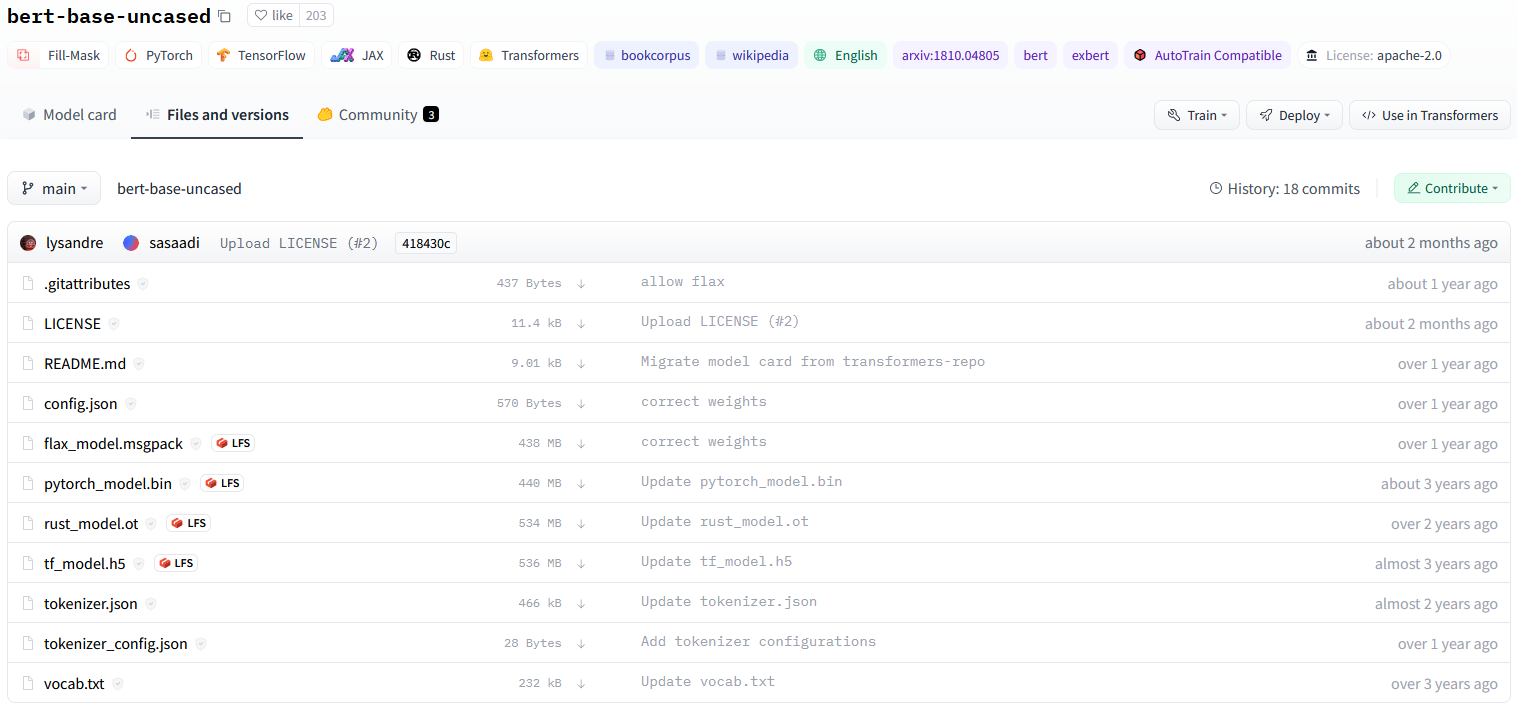 bert-base-uncased like 203
Fill-Mask PyTorch TensorFlow JAX Rust Transformers bookcorpus wikipedia English arxiv:1810.04805 bert exbert AutoTrain Compatible License: apache-2.0
Model card Files and versions Community 3 Train Deploy </> Use in Transformers
main bert-base-uncased History: 18 commits Contribute
lysandre sasaadi Upload LICENSE (#2) 418430c about 2 months ago
.gitattributes 437 Bytes allow flax about 1 year ago
LICENSE 11.4 kB Upload LICENSE (#2) about 2 months ago
README.md 9.01 kB Migrate model card from transformers-repo over 1 year ago
config.json 570 Bytes correct weights over 1 year ago
flax_model.msgpack LFS 438 MB correct weights over 1 year ago
pytorch_model.bin LFS 440 MB Update pytorch_model.bin about 3 years ago
rust_model.ot LFS 534 MB Update rust_model.ot over 2 years ago
tf_model.h5 LFS 536 MB Update tf_model.h5 almost 3 years ago
tokenizer.json 466 kB Update tokenizer.json almost 2 years ago
tokenizer_config.json 28 Bytes Add tokenizer configurations over 1 year ago
vocab.txt 232 kB Update vocab.txt over 3 years ago